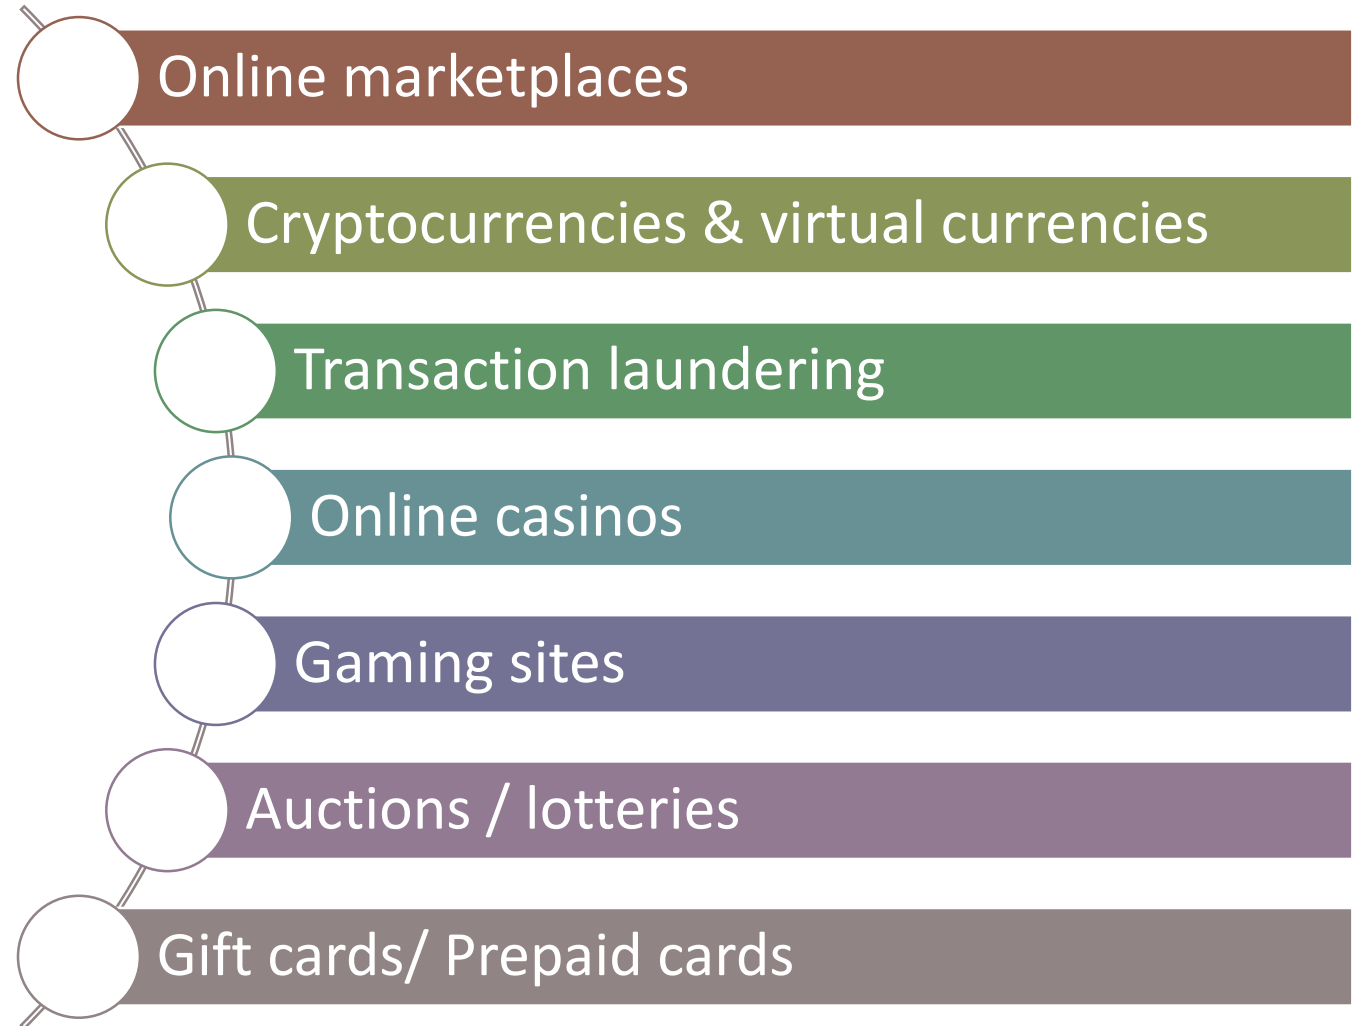 Online marketplaces
Cryptocurrencies & virtual currencies
Transaction laundering
Online casinos
Gaming sites
Auctions / lotteries
Gift cards/ Prepaid cards